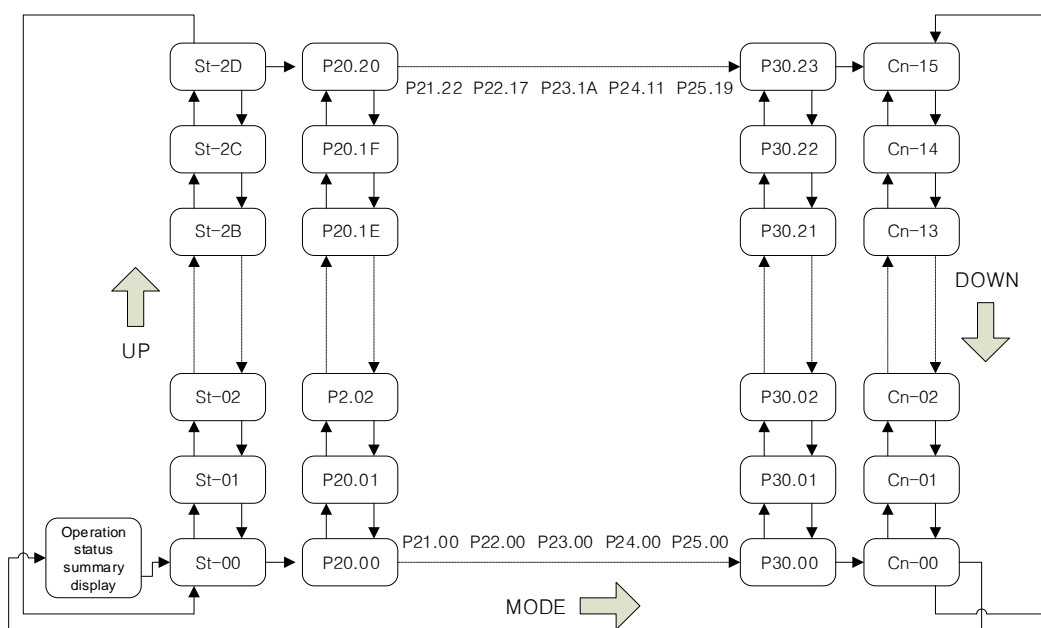 St-2D
P20.20
P30.23
Cn-15
P21.22 P22.17 P23.1A P24.11 P25.19
St-2C
P20.1F
P30.22
Cn-14
St-2B
P20.1E
P30.21
Cn-13
UP
DOWN
St-02
P2.02
P30.02
Cn-02
St-01
P20.01
P30.01
Cn-01
Operation
status
summary
display
St-00
P20.00
P21.00 P22.00 P23.00 P24.00 P25.00
P30.00
Cn-00
MODE